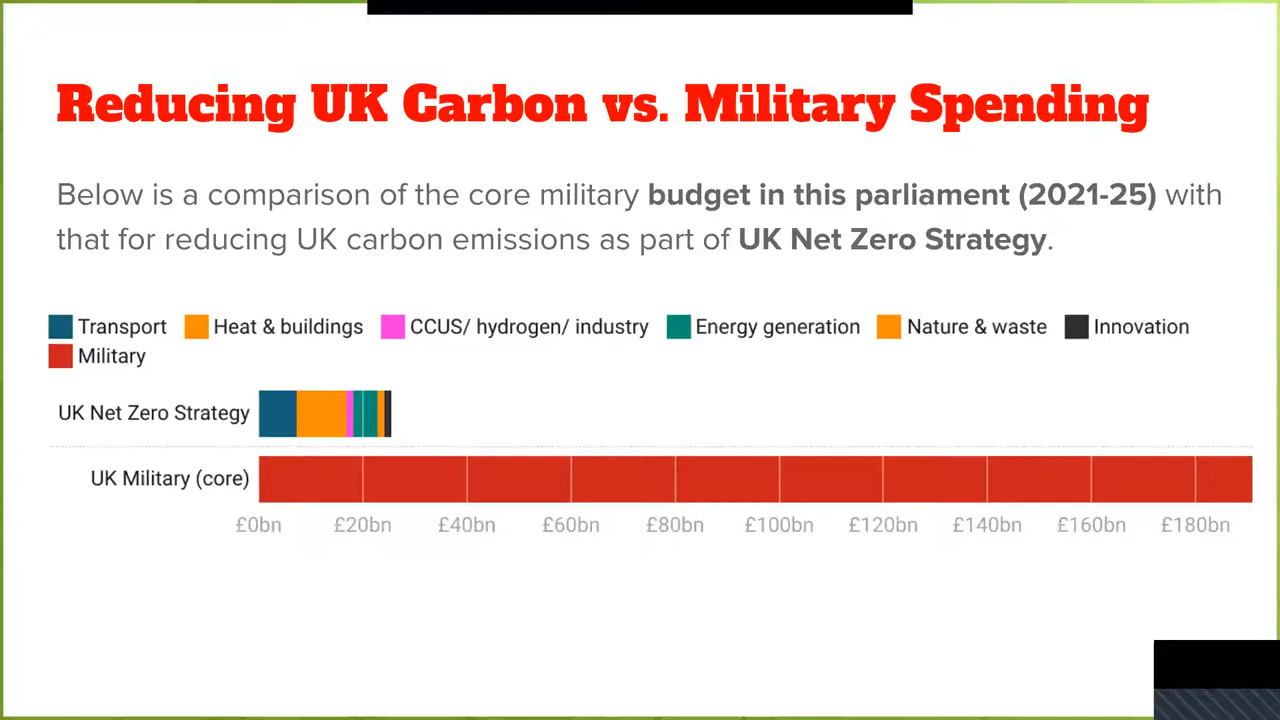 Reducing UK Carbon vs. Military Spending
Below is a comparison of the core military budget in this parliament (2021-25) with
that for reducing UK carbon emissions as part of UK Net Zero Strategy.
Transport Heat & buildings CCUS/ hydrogen/ industry Energy generation Nature & waste Innovation
Military
UK Net Zero Strategy
UK Military (core)
£0bn £20bn £40bn £60bn £80bn £100bn £120bn £140bn £160bn £180bn